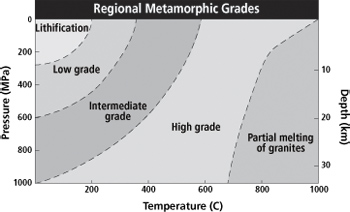 Regional Metamorphic Grades
0
Lithification
200
Low grade
10
400
Intermediate
grade
600
High grade
20
Partial melting
of granites
800
30
1000
200
400
600
800
1000
Pressure (MPa)
Depth (km)
Temperature (C)